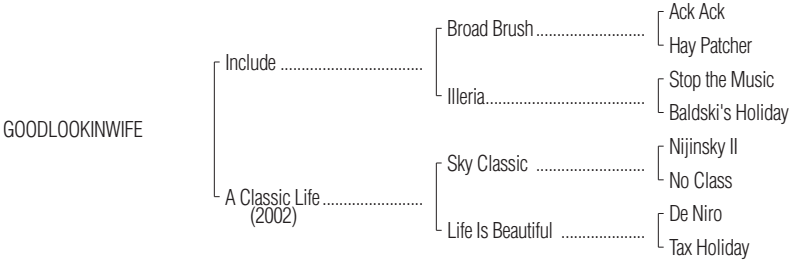 Ack Ack
Broad Brush ........................
Hay Patcher
Include ................................
Stop the Music
Illeria...................................
Baldski's Holiday
GOODLOOKINWIFE
Nijinsky II
Sky Classic ........................
No Class
A Classic Life......................
(2002)
De Niro
Life Is Beautiful ..................
Tax Holiday